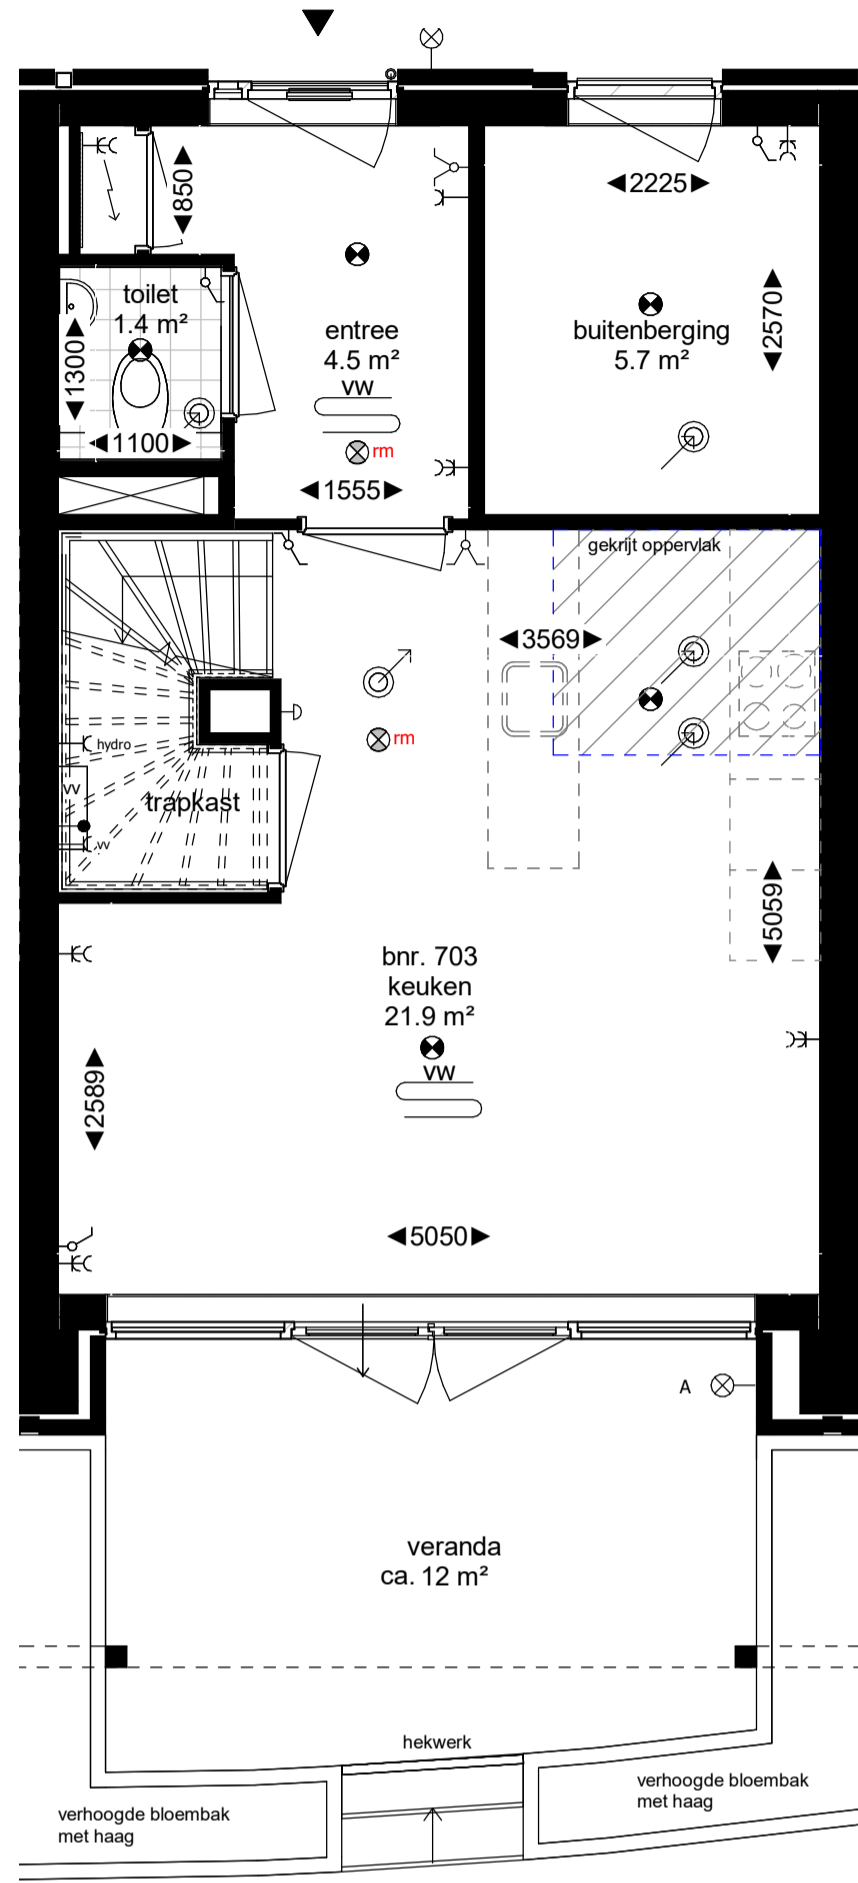 850
2225
2570
toilet
1.4 m²
1300
1100
entree
4.5 m²
vw
rm
1555
buitenberging
5.7 m²
gekrijt oppervlak
3569
rm
hydro
vv
trapkast
vv
5059
bnr. 703
keuken
21.9 m²
vw
2589
5050
A
veranda
ca. 12 m²
hekwerk
verhoogde bloembak
met haag
verhoogde bloembak
met haag